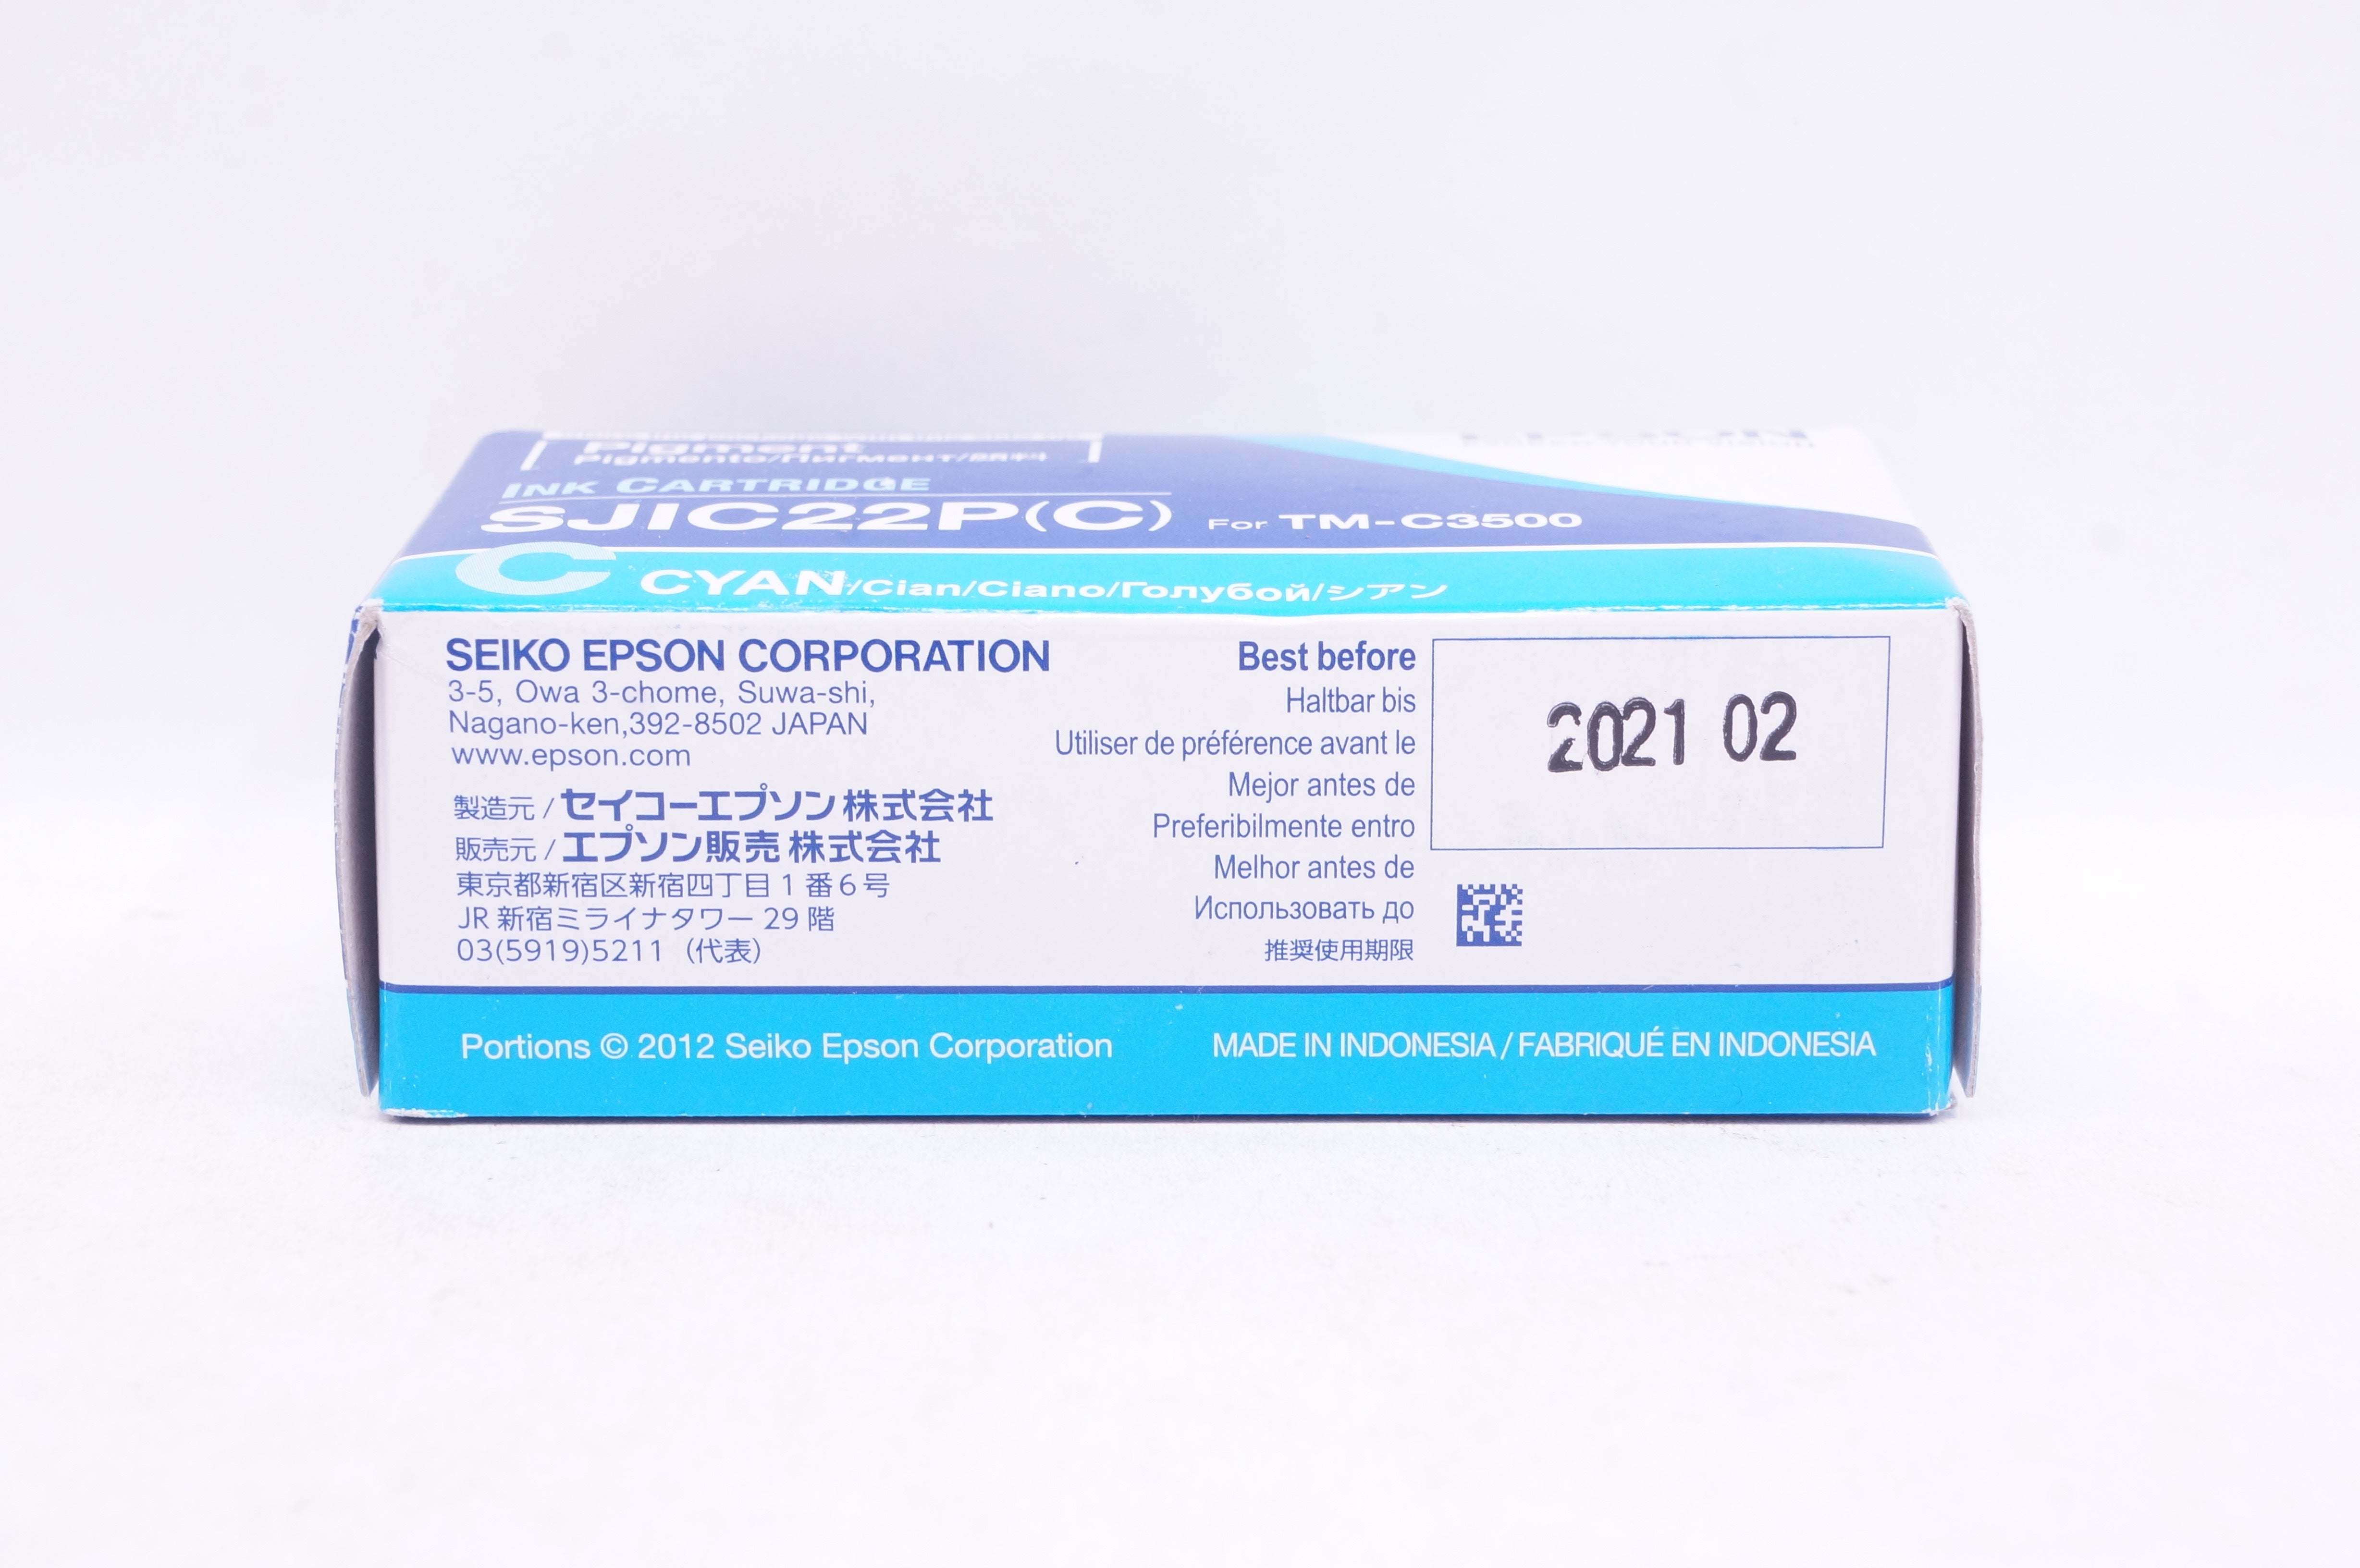 Pigment
Pigmento/Пигмент/顔料
INK CARTRIDGE
SJIC22P(C) For TM-C3500
C CYAN/Cian/Ciano/Голубой/シアン
SEIKO EPSON CORPORATION
3-5, Owa 3-chome, Suwa-shi,
Nagano-ken,392-8502 JAPAN
www.epson.com
製造元 / セイコーエプソン株式会社
販売元 / エプソン販売 株式会社
東京都新宿区新宿四丁目1番6号
JR 新宿ミライナタワー 29 階
03(5919)5211 (代表)
Best before
Haltbar bis
Utiliser de préférence avant le
Mejor antes de
Preferibilmente entro
Melhor antes de
Использовать до
推奨使用期限
2021 02
Portions © 2012 Seiko Epson Corporation
MADE IN INDONESIA / FABRIQUÉ EN INDONESIA